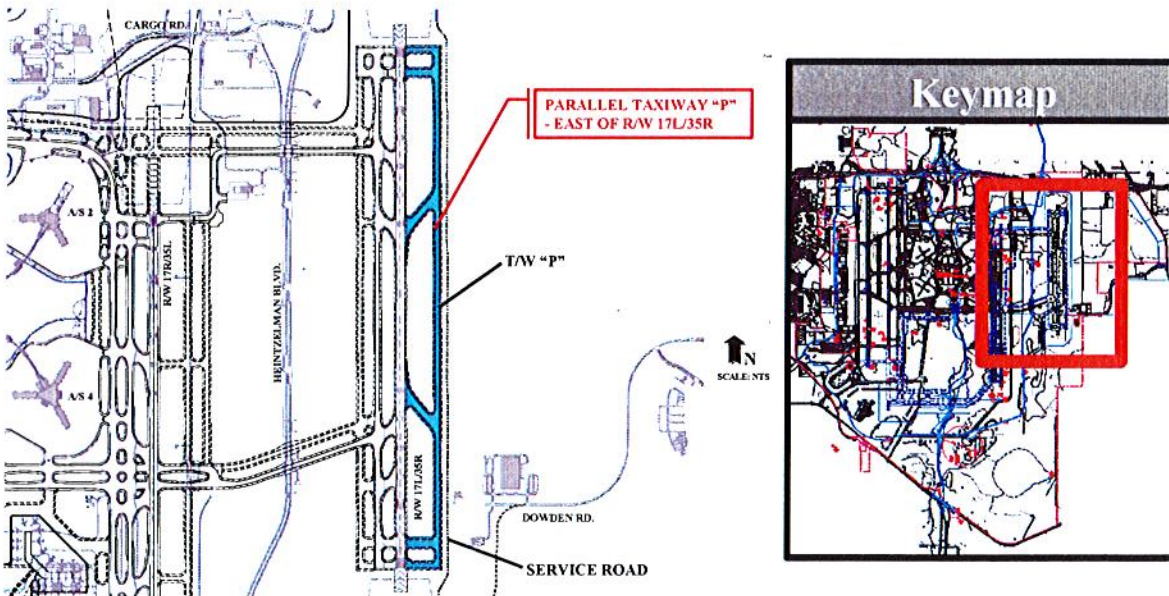 CARGO RD.
PARALLEL TAXIWAY "P"
- EAST OF R/W 17L/35R
Keymap
A/S 2
R/W 17R/35L
HEINTZELMAN BLVD.
T/W "P"
N
SCALE: NTS
A/S 4
R/W 17L/35R
DOWDEN RD.
SERVICE ROAD